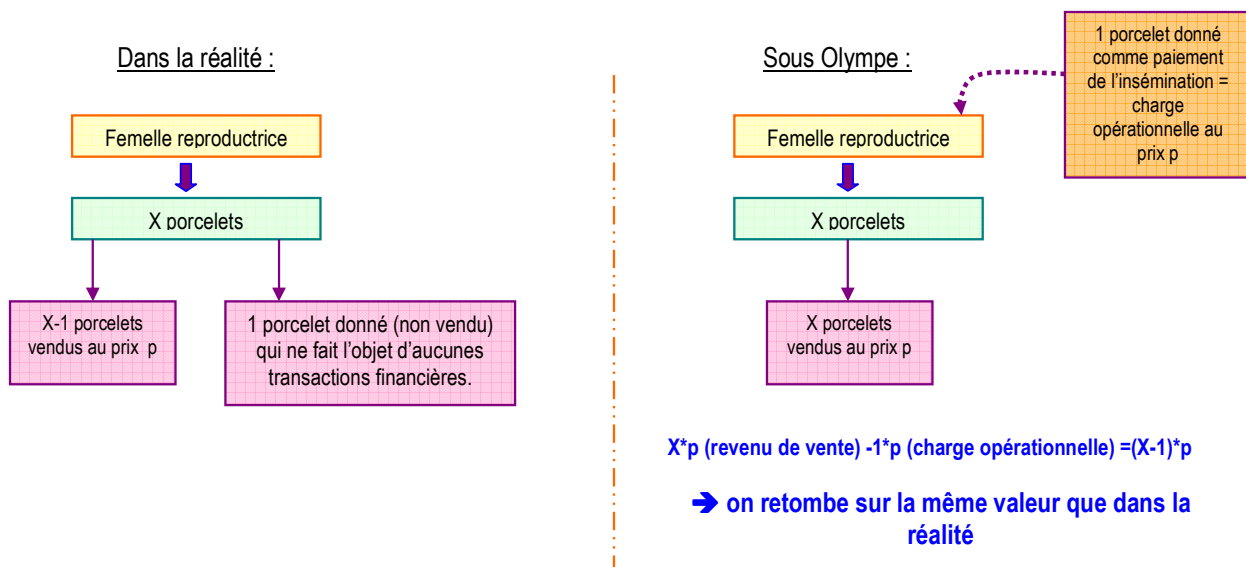 Dans la réalité :
Femelle reproductrice
X porcelets
X-1 porcelets
vendus au prix p
1 porcelet donné (non vendu)
qui ne fait l'objet d'aucunes
transactions financières.
Sous Olympe :
1 porcelet donné
comme paiement
de l'insémination =
charge
opérationnelle au
prix p
Femelle reproductrice
X porcelets
X porcelets
vendus au prix p
X*p (revenu de vente) -1*p (charge opérationnelle) =(X-1)*p
➔ on retombe sur la même valeur que dans la
réalité